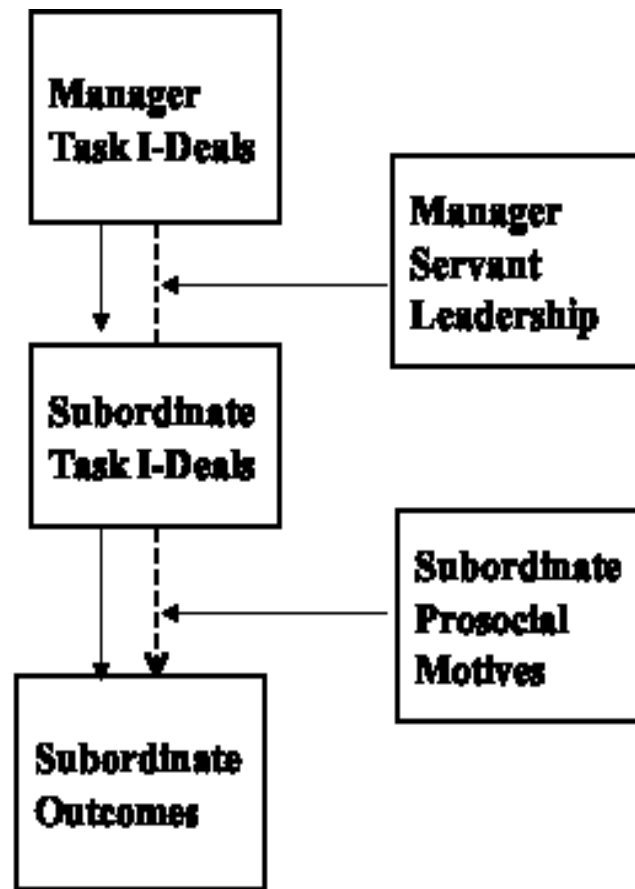 Manager
Task I-Deals
Manager
Servant
Leadership
Subordinate
Task I-Deals
Subordinate
Prosocial
Motives
Subordinate
Outcomes